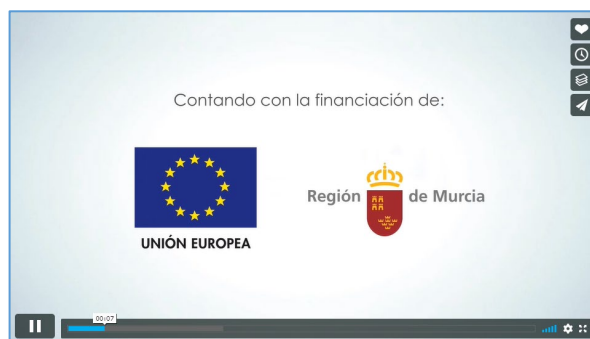 Contando con la financiación de:
Región de Murcia
UNIÓN EUROPEA
00:07